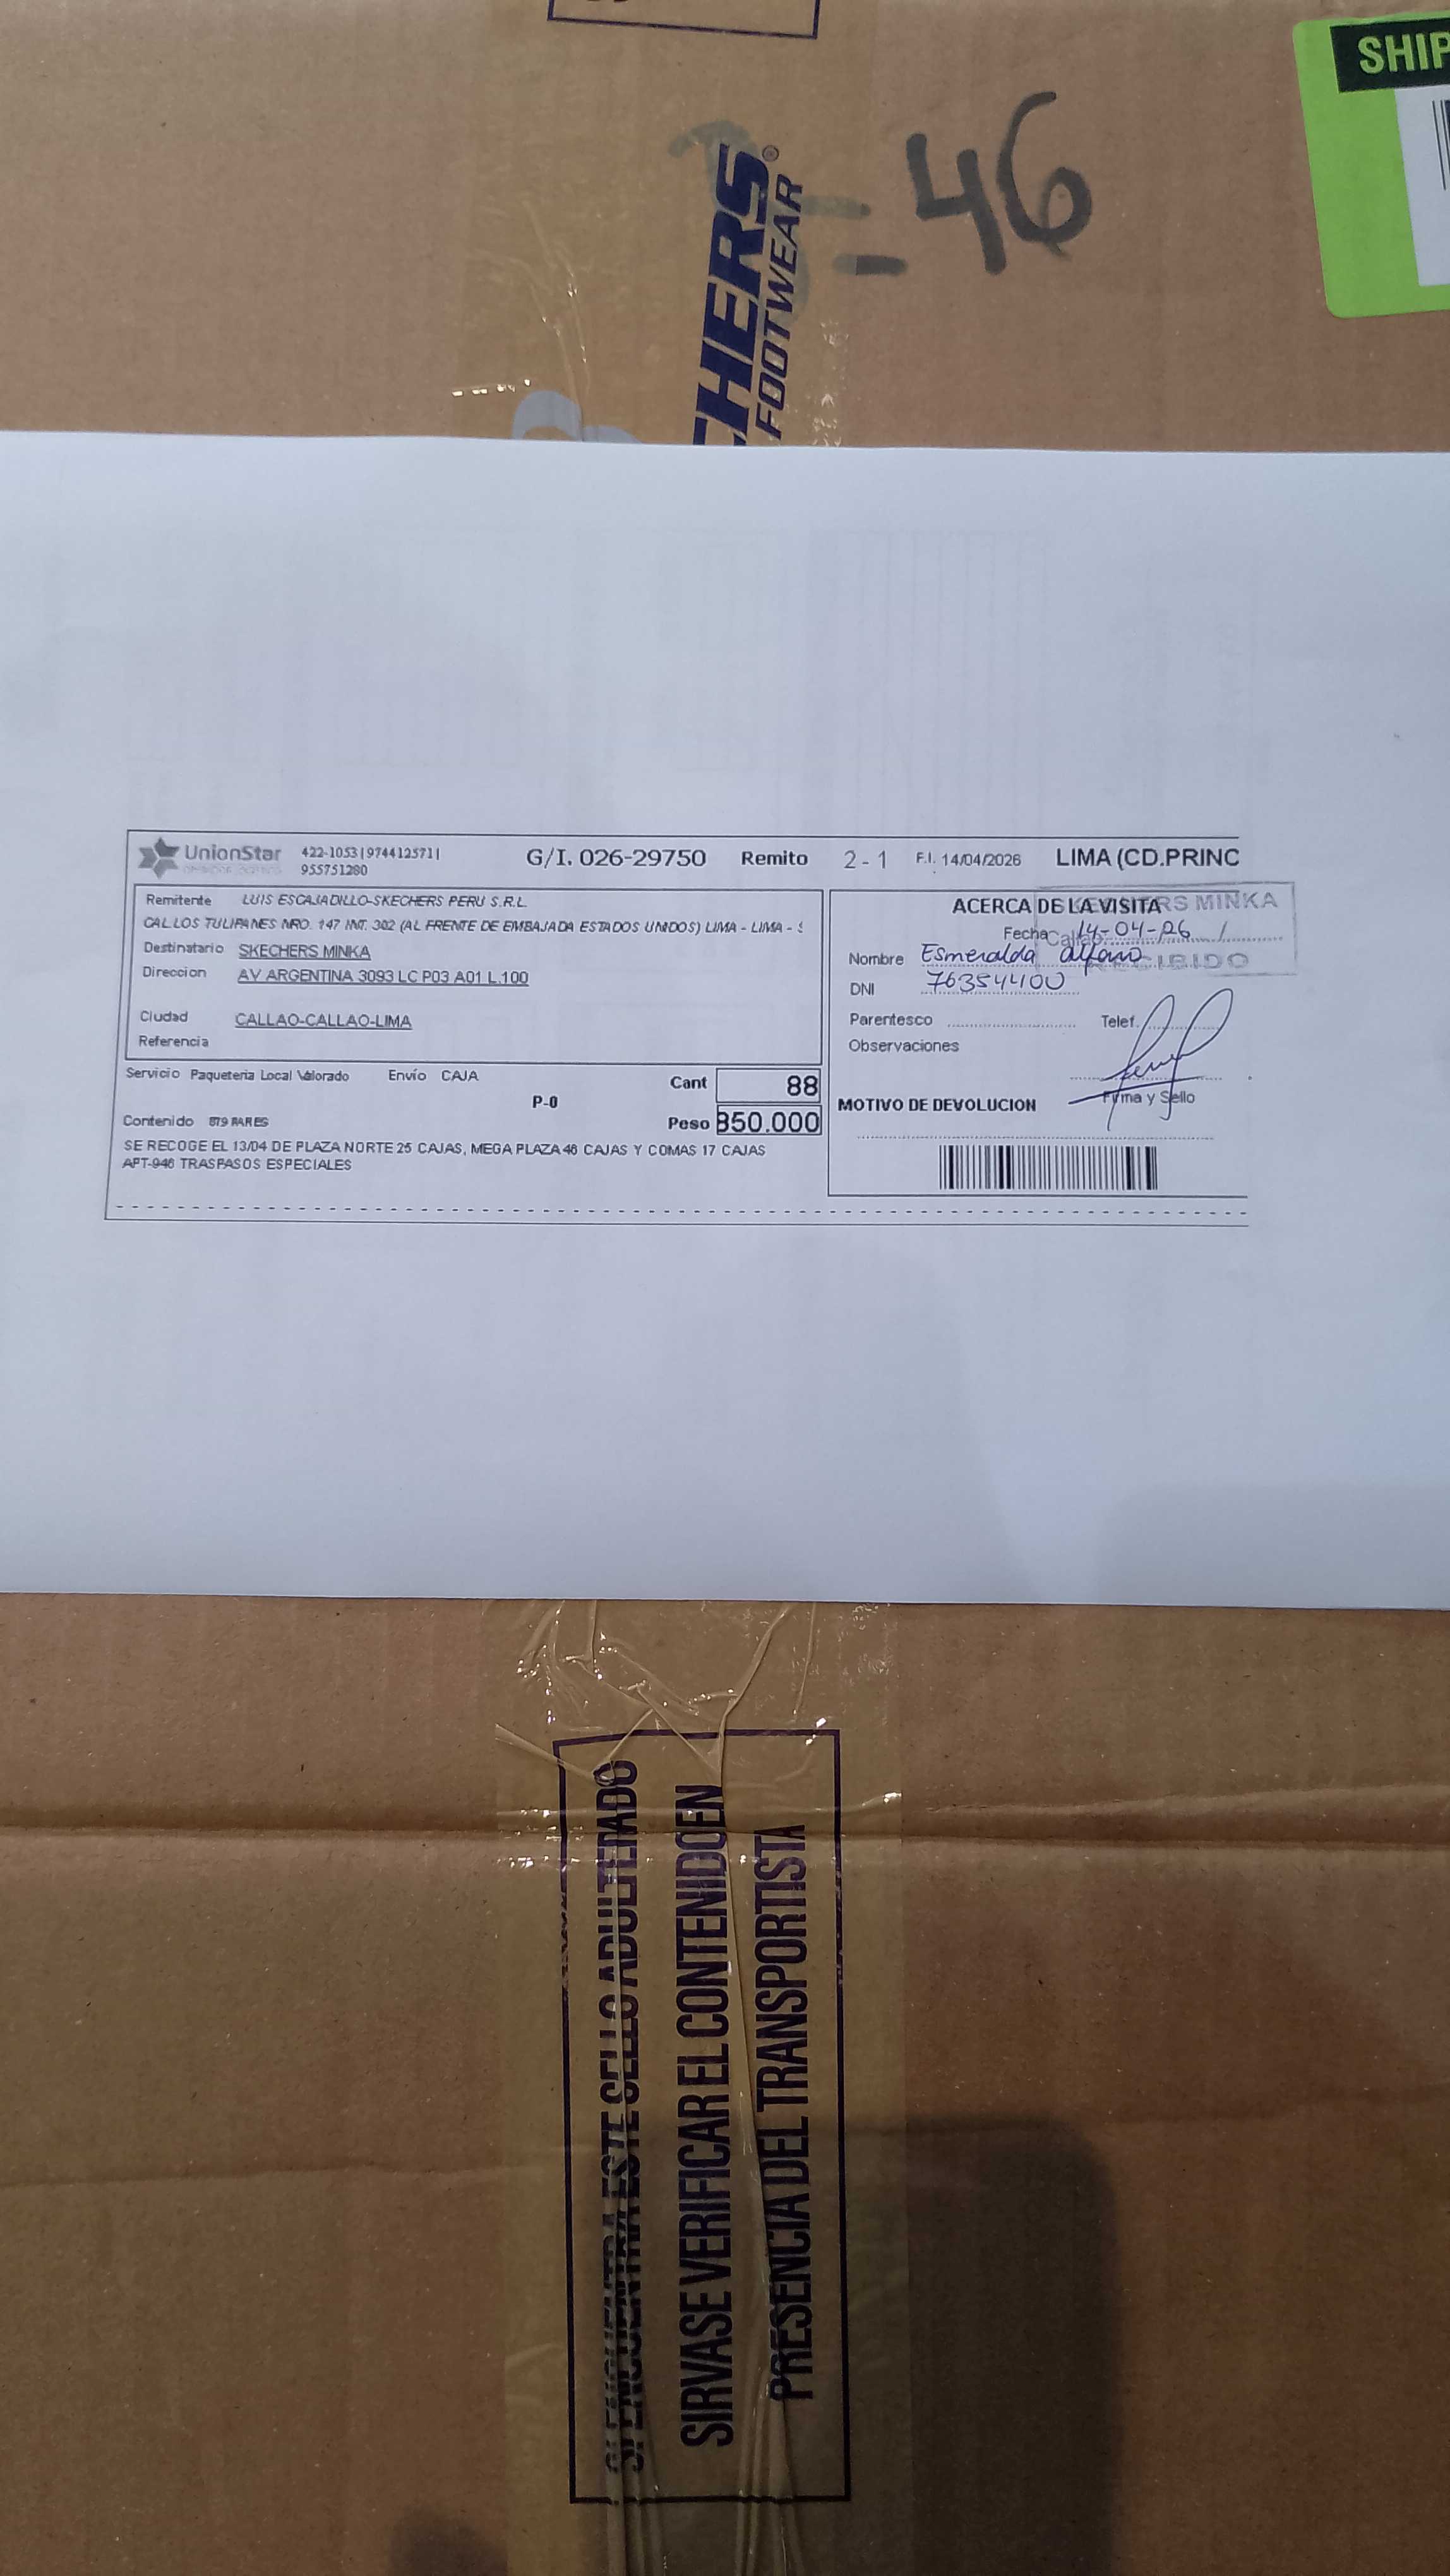 SHIP
-46
CHERS®
FOOTWEAR
UnionStar
422-1053|974412571|
955751280
G/I. 026-29750 Remito 2 - 1 F.I. 14/04/2026 LIMA (CD.PRINC
Remitente LUIS ESCAJADILLO-SKECHERS PERU S.R.L.
CAL LOS TULIPANES NRO. 147 INT. 302 (AL FRENTE DE EMBAJADA ESTADOS UNIDOS) LIMA - LIMA - S
Destinatario SKECHERS MINKA
Direccion AV ARGENTINA 3093 LC P03 A01 L.100
Ciudad CALLAO-CALLAO-LIMA
Referencia
Servicio Paqueteria Local Valorado Envío CAJA
Cant 88
P-0
Contenido 879 PARES
Peso 850.000
SE RECOGE EL 13/04 DE PLAZA NORTE 25 CAJAS, MEGA PLAZA 46 CAJAS Y COMAS 17 CAJAS
APT-946 TRASPASOS ESPECIALES
ACERCA DE LA VISITA
SKECHERS MINKA
Fecha 14-04-26
Callao
RECIBIDO
Nombre Esmeralda Alfaro
DNI 76354400
Parentesco Telef.
Observaciones
Firma y Sello
MOTIVO DE DEVOLUCION
SI ENCUENTRA ESTE SELLO ADULTERADO
SIRVASE VERIFICAR EL CONTENIDO EN
PRESENCIA DEL TRANSPORTISTA